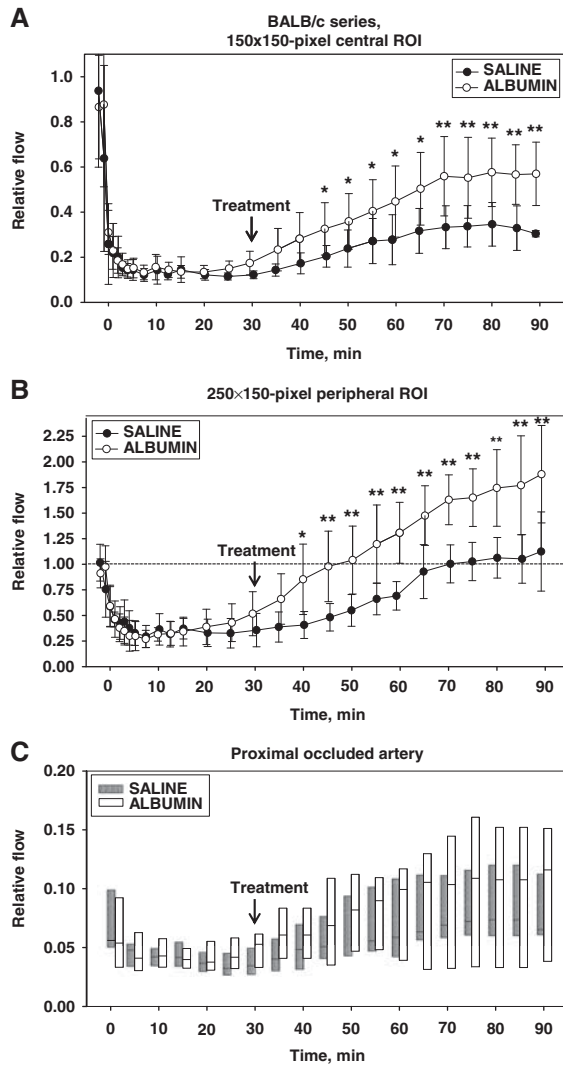 A
BALB/c series,
150x150-pixel central ROI
SALINE
ALBUMIN
1.0
0.8
0.6
0.4
0.2
0.0
Relative flow
Treatment
* * * * * ** ** ** ** **
0 10 20 30 40 50 60 70 80 90
Time, min
B
250×150-pixel peripheral ROI
SALINE
ALBUMIN
2.25
2.00
1.75
1.50
1.25
1.00
0.75
0.50
0.25
0.00
Relative flow
Treatment
* ** ** ** ** ** ** ** ** ** **
0 10 20 30 40 50 60 70 80 90
Time, min
C
Proximal occluded artery
SALINE
ALBUMIN
0.20
0.15
0.10
0.05
0.00
Relative flow
Treatment
0 10 20 30 40 50 60 70 80 90
Time, min